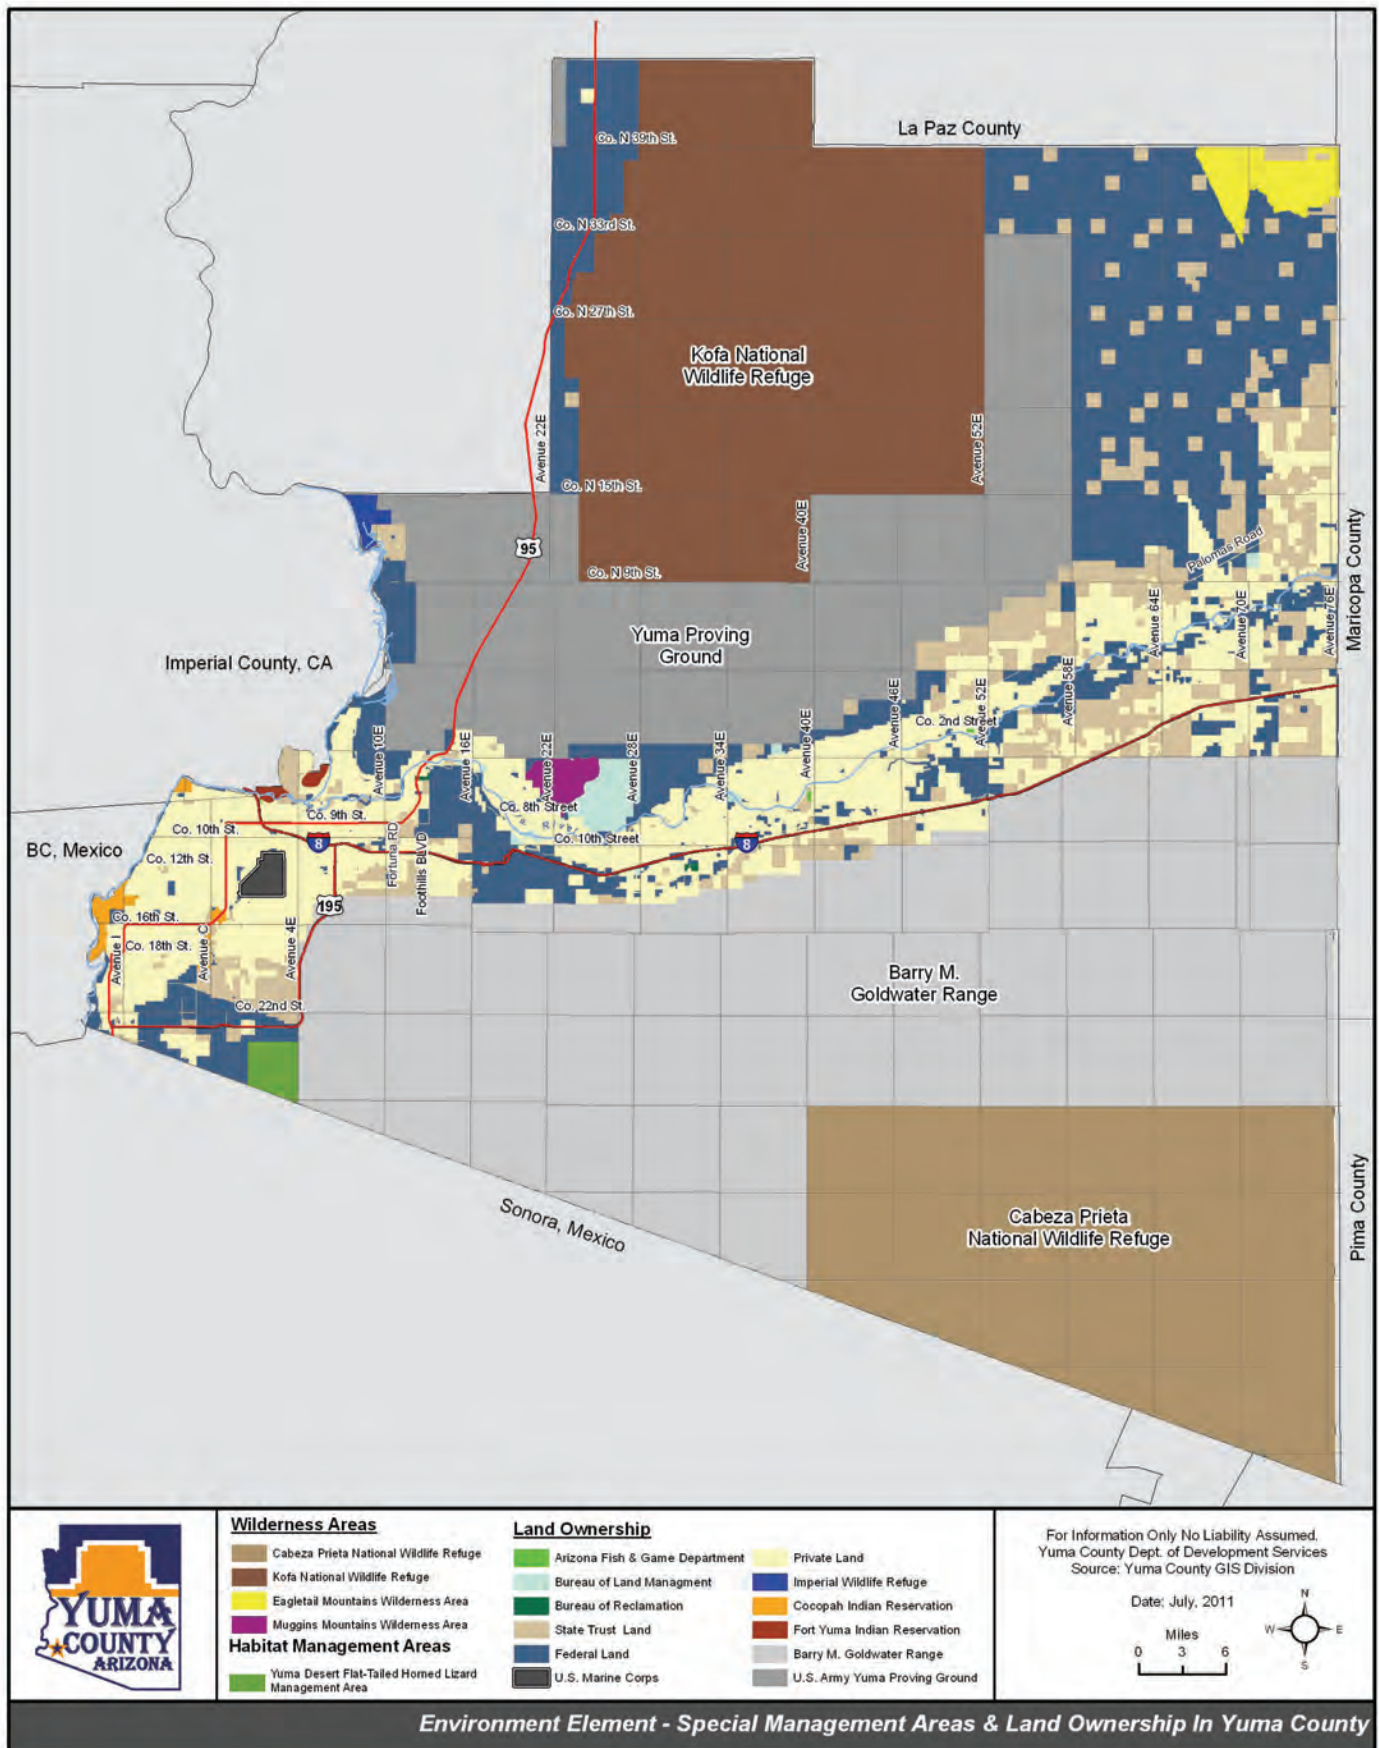 La Paz County
Co. N 39th St.
Co. N 33rd St.
Co. N 27th St.
Kofa National
Wildlife Refuge
Avenue 22E
Avenue 52E
Co. N 15th St.
Avenue 40E
95
Co. N 9th St.
Palomas Road
Maricopa County
Yuma Proving
Ground
Avenue 64E
Avenue 70E
Avenue 76E
Imperial County, CA
Avenue 58E
Avenue 46E
Avenue 52E
Co. 2nd Street
Avenue 10E
Avenue 16E
Avenue 22E
Avenue 28E
Avenue 34E
Avenue 40E
Co. 8th Street
Co. 9th St.
Co. 10th St.
Co. 10th Street
8
8
BC, Mexico
Co. 12th St.
Fortuna RD
Foothills BLVD
195
Co. 16th St.
Avenue I
Co. 18th St.
Avenue C
Avenue 4E
Barry M.
Goldwater Range
Co. 22nd St.
Cabeza Prieta
National Wildlife Refuge
Pima County
Sonora, Mexico
YUMA
COUNTY
ARIZONA
Wilderness Areas
Cabeza Prieta National Wildlife Refuge
Kofa National Wildlife Refuge
Eagletail Mountains Wilderness Area
Muggins Mountains Wilderness Area
Habitat Management Areas
Yuma Desert Flat-Tailed Horned Lizard
Management Area
Land Ownership
Arizona Fish & Game Department
Bureau of Land Managment
Bureau of Reclamation
State Trust Land
Federal Land
U.S. Marine Corps
Private Land
Imperial Wildlife Refuge
Cocopah Indian Reservation
Fort Yuma Indian Reservation
Barry M. Goldwater Range
U.S. Army Yuma Proving Ground
For Information Only No Liability Assumed.
Yuma County Dept. of Development Services
Source: Yuma County GIS Division
Date: July, 2011
Miles
0 3 6
N
W E
S
Environment Element - Special Management Areas & Land Ownership In Yuma County